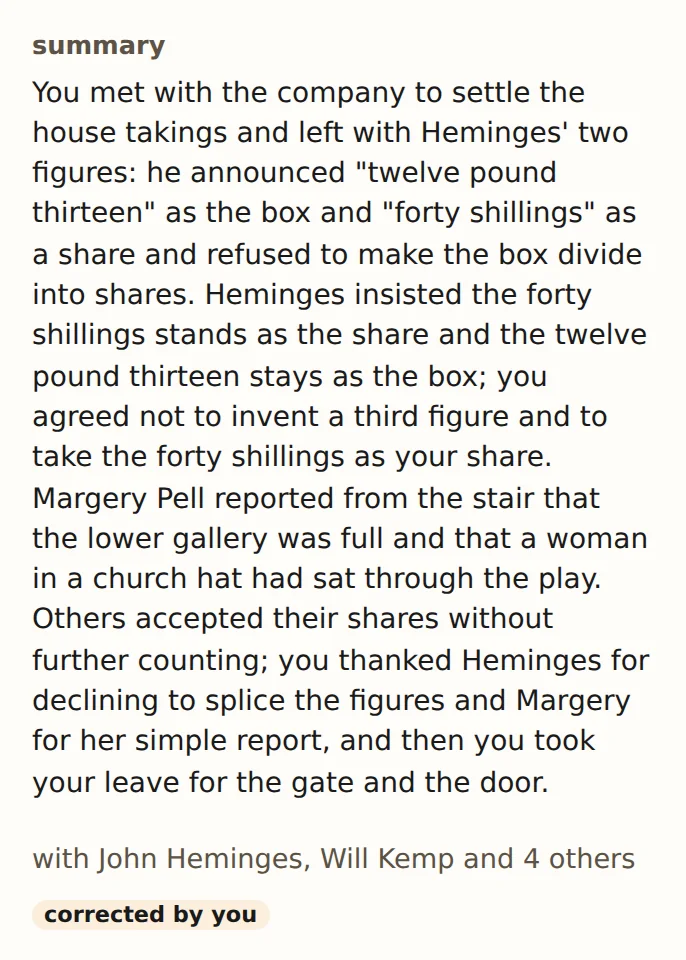 summary
You met with the company to settle the
house takings and left with Heminges' two
figures: he announced "twelve pound
thirteen" as the box and "forty shillings" as
a share and refused to make the box divide
into shares. Heminges insisted the forty
shillings stands as the share and the twelve
pound thirteen stays as the box; you
agreed not to invent a third figure and to
take the forty shillings as your share.
Margery Pell reported from the stair that
the lower gallery was full and that a woman
in a church hat had sat through the play.
Others accepted their shares without
further counting; you thanked Heminges for
declining to splice the figures and Margery
for her simple report, and then you took
your leave for the gate and the door.
with John Heminges, Will Kemp and 4 others
corrected by you